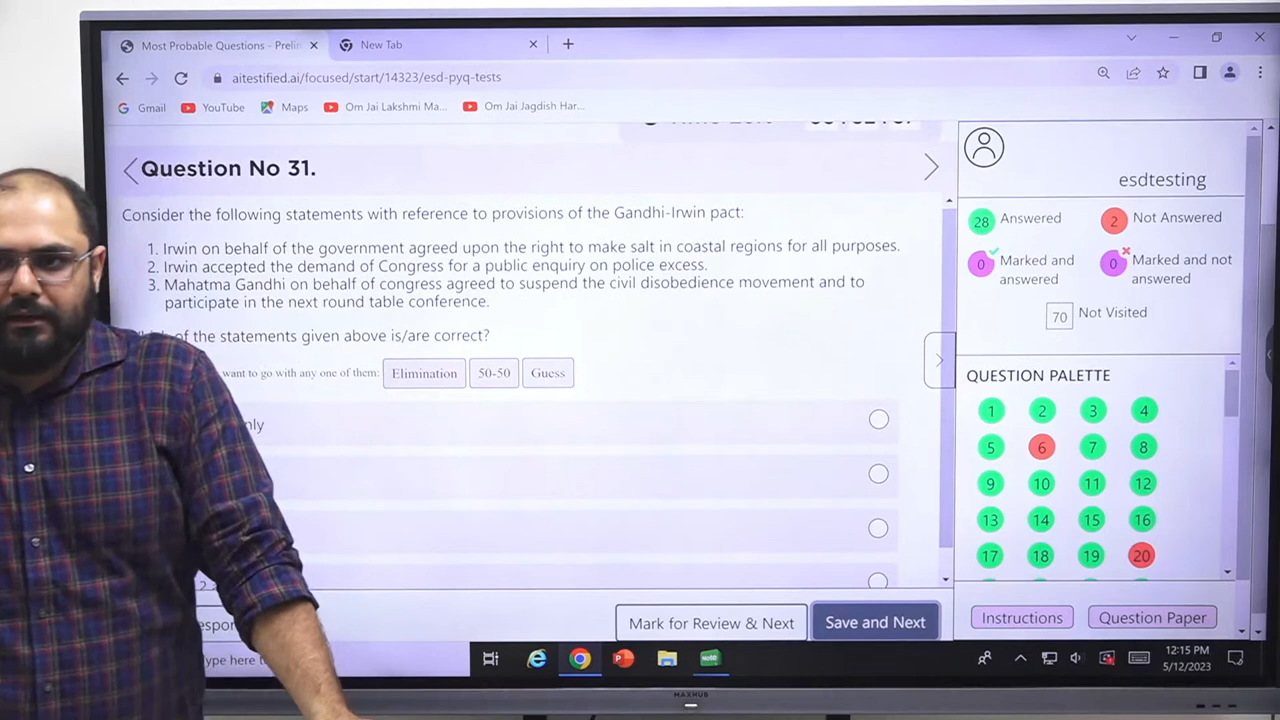 Most Probable Questions - Prelin
New Tab
aitestified.ai/focused/start/14323/esd-pyq-tests
Gmail
YouTube
Maps
Om Jai Lakshmi Ma...
Om Jai Jagdish Har...
Question No 31.
Consider the following statements with reference to provisions of the Gandhi-Irwin pact:
1. Irwin on behalf of the government agreed upon the right to make salt in coastal regions for all purposes.
2. Irwin accepted the demand of Congress for a public enquiry on police excess.
3. Mahatma Gandhi on behalf of congress agreed to suspend the civil disobedience movement and to
participate in the next round table conference.
of the statements given above is/are correct?
want to go with any one of them: Elimination 50-50 Guess
2
Mark for Review & Next
Save and Next
ype here t
esdtesting
28 Answered
2 Not Answered
0 Marked and
answered
0 Marked and not
answered
70 Not Visited
QUESTION PALETTE
1 2 3 4
5 6 7 8
9 10 11 12
13 14 15 16
17 18 19 20
Instructions
Question Paper
12:15 PM
5/12/2023
MAXHUB